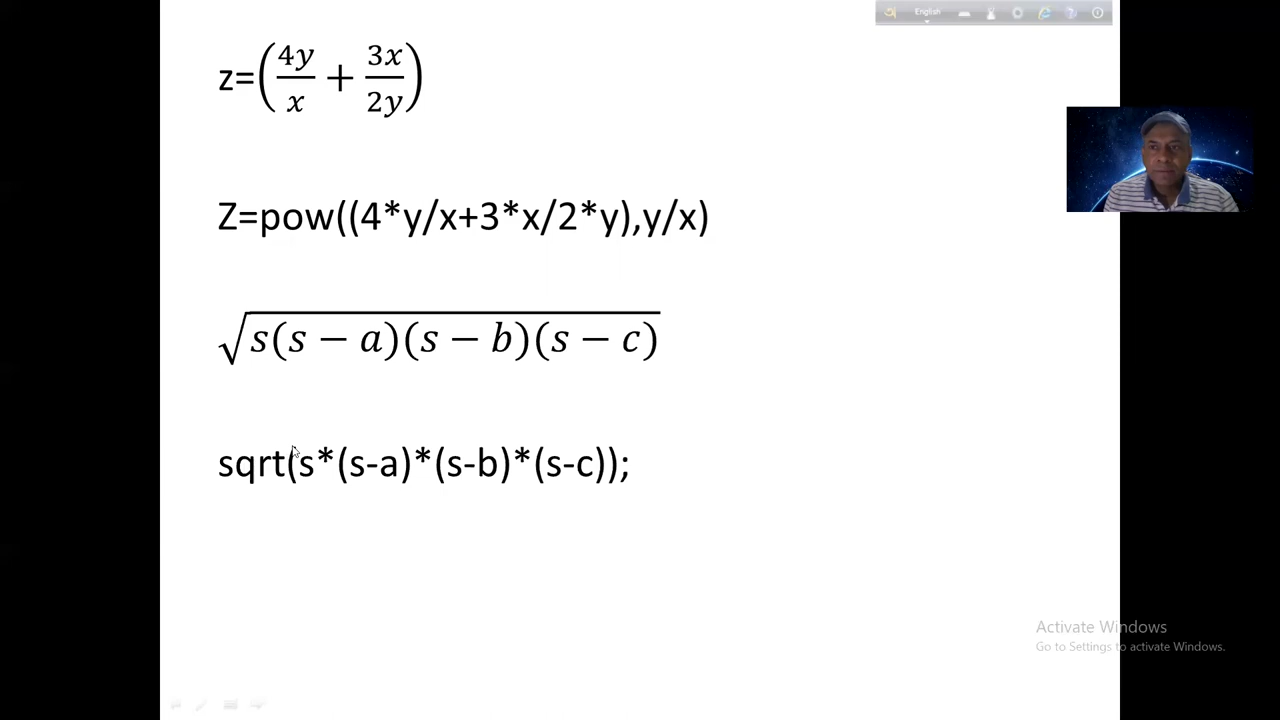 English
z=(4y/x + 3x/2y)
Z=pow((4*y/x+3*x/2*y),y/x)
√s(s − a)(s − b)(s − c)
sqrt(s*(s-a)*(s-b)*(s-c));
Activate Windows
Go to Settings to activate Windows.